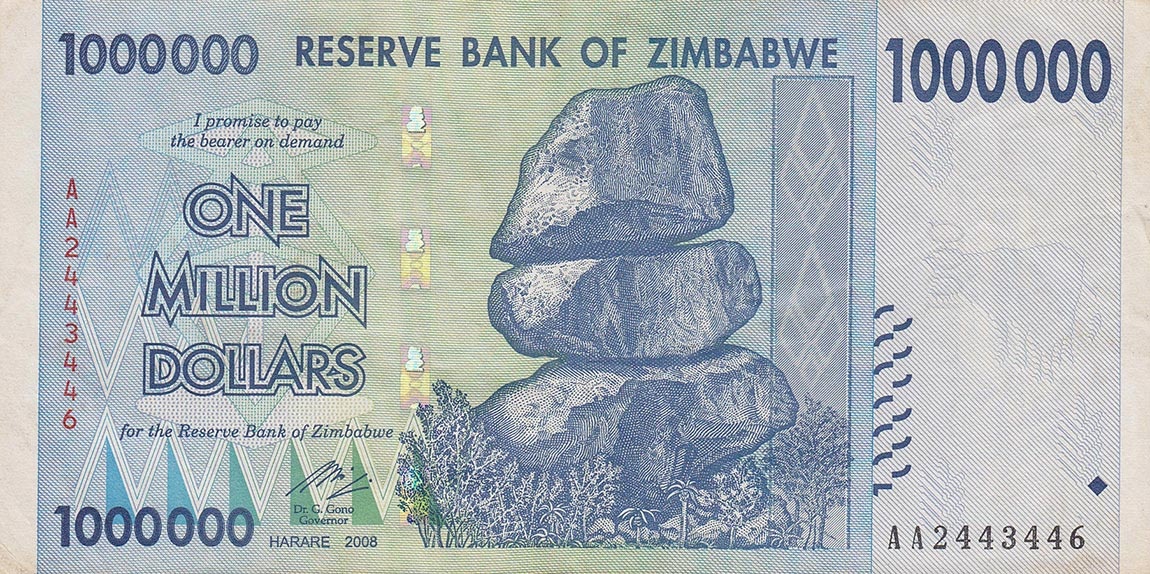 1000000
RESERVE BANK OF ZIMBABWE
1000000
I promise to pay
the bearer on demand
ONE
MILLION
DOLLARS
AA2443446
for the Reserve Bank of Zimbabwe
Dr. G. Gono
Governor
1000000
HARARE 2008
AA2443446